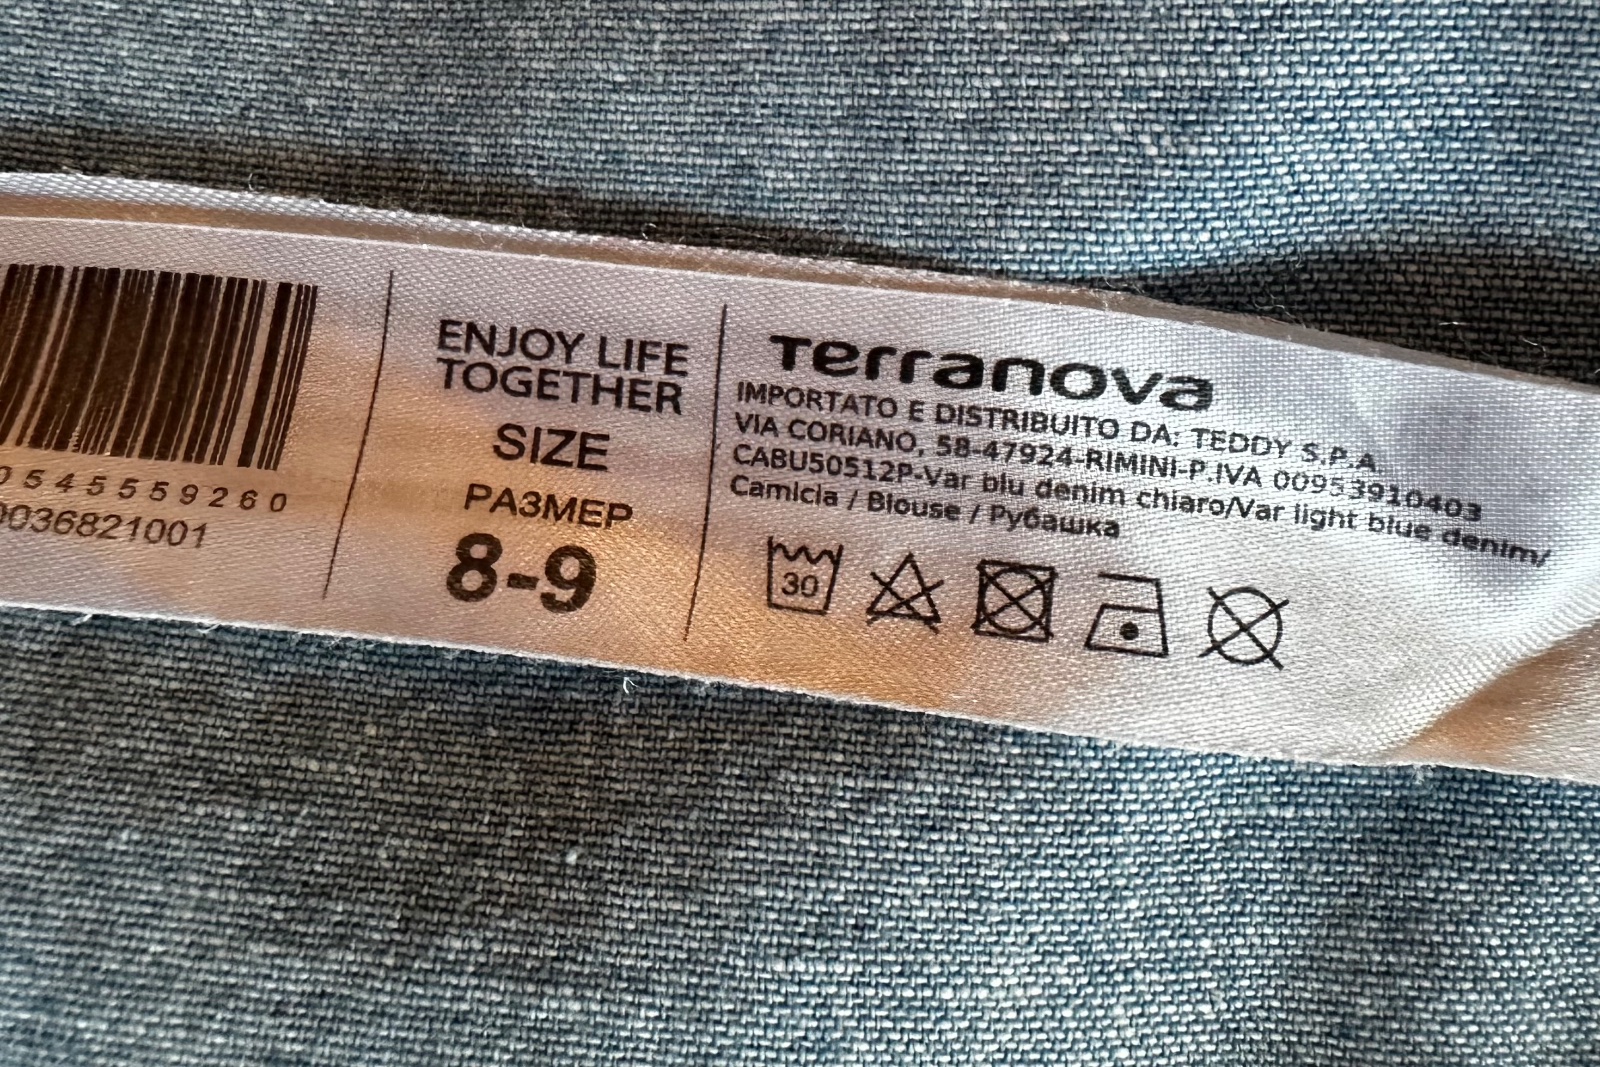 0545559260
0036821001
ENJOY LIFE
TOGETHER
SIZE
РАЗМЕР
8-9
Terranova
IMPORTATO E DISTRIBUITO DA: TEDDY S.P.A
VIA CORIANO, 58-47924-RIMINI-P.IVA 00953910403
CABU50512P-Var blu denim chiaro/Var light blue denim/
Camicia / Blouse / Рубашка
30